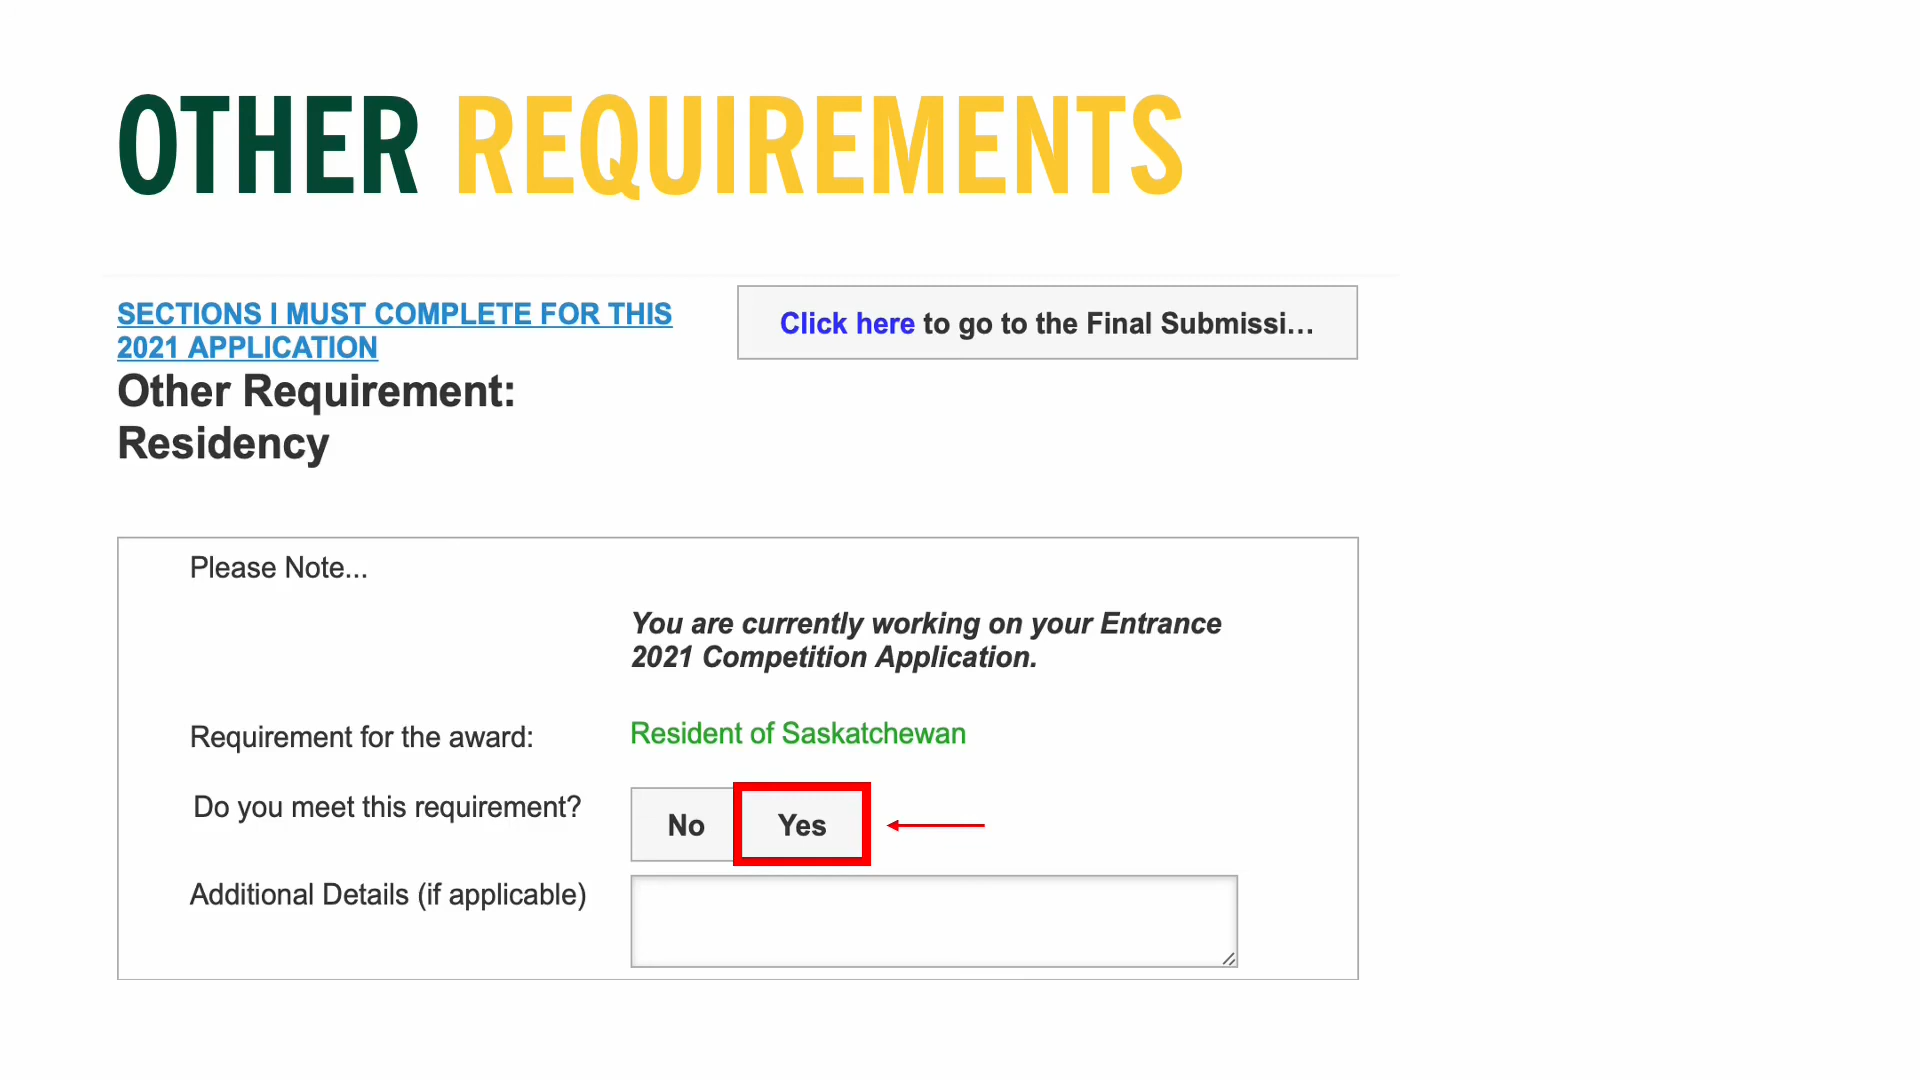 OTHER REQUIREMENTS
SECTIONS I MUST COMPLETE FOR THIS
2021 APPLICATION
Click here to go to the Final Submissi...
Other Requirement:
Residency
Please Note...
You are currently working on your Entrance
2021 Competition Application.
Requirement for the award: Resident of Saskatchewan
Do you meet this requirement? No Yes
Additional Details (if applicable)